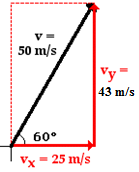 v =
50 m/s
vy =
43 m/s
60°
vx = 25 m/s